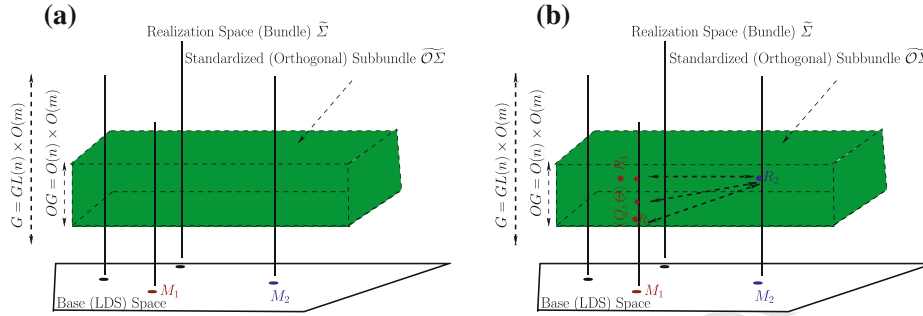 (a)
Realization Space (Bundle) Σ̃
Standardized (Orthogonal) Subbundle 𝒪Σ̃
G = GL(n) × O(m)
OG = O(n) × O(m)
M₁
M₂
Base (LDS) Space
(b)
Realization Space (Bundle) Σ̃
Standardized (Orthogonal) Subbundle 𝒪Σ̃
G = GL(n) × O(m)
OG = O(n) × O(m)
R₁
R₂
(Q, Θ)
M₁
M₂
Base (LDS) Space